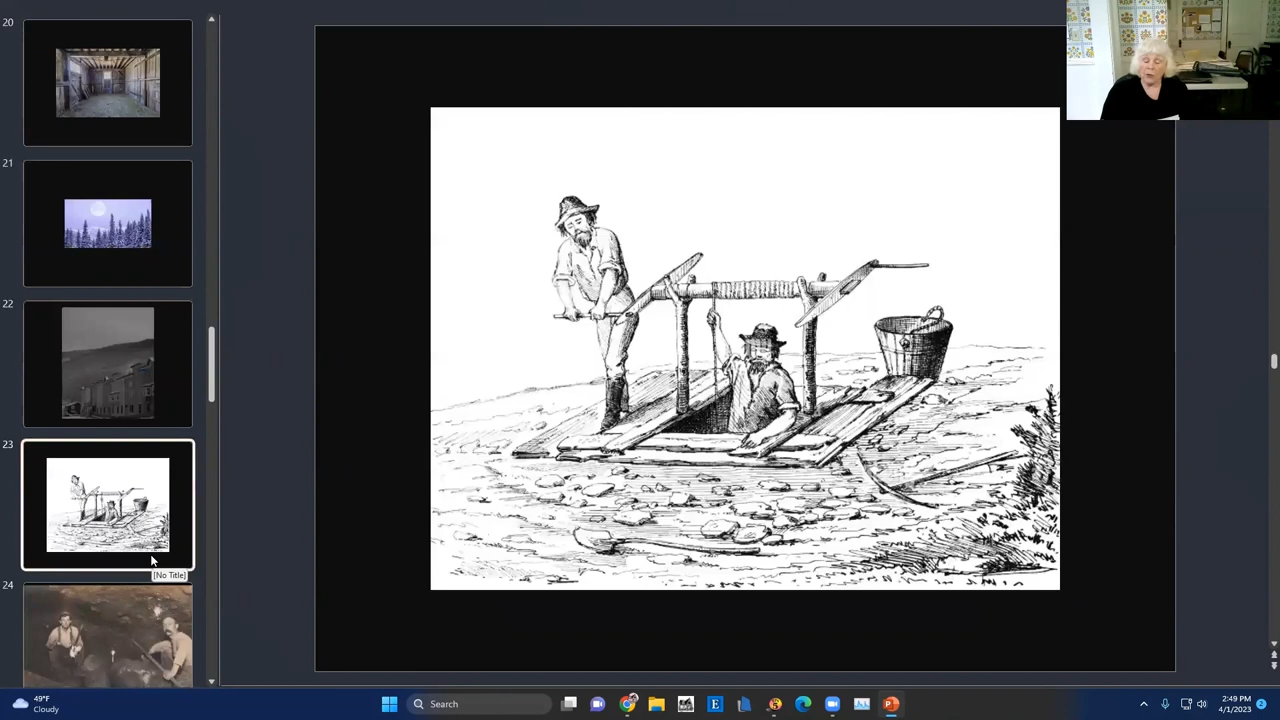 20
21
22
23
[No Title]
24
49°F
Cloudy
Search
2:49 PM
4/1/2023